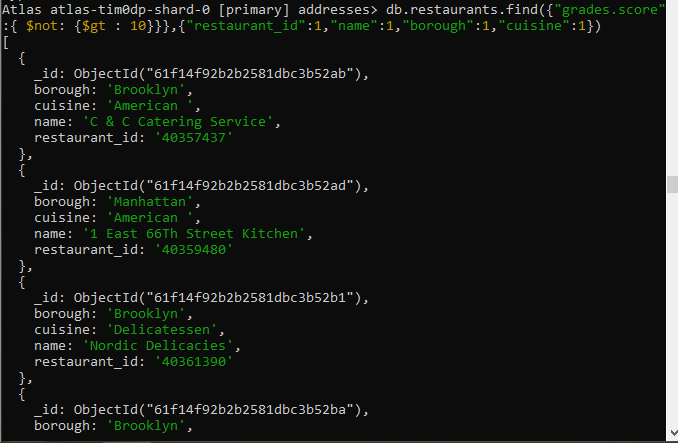 Atlas atlas-tim0dp-shard-0 [primary] addresses> db.restaurants.find({"grades.score"
:{ $not: {$gt : 10}}},{"restaurant_id":1,"name":1,"borough":1,"cuisine":1})
[
  {
    _id: ObjectId("61f14f92b2b2581dbc3b52ab"),
    borough: 'Brooklyn',
    cuisine: 'American ',
    name: 'C & C Catering Service',
    restaurant_id: '40357437'
  },
  {
    _id: ObjectId("61f14f92b2b2581dbc3b52ad"),
    borough: 'Manhattan',
    cuisine: 'American ',
    name: '1 East 66Th Street Kitchen',
    restaurant_id: '40359480'
  },
  {
    _id: ObjectId("61f14f92b2b2581dbc3b52b1"),
    borough: 'Brooklyn',
    cuisine: 'Delicatessen',
    name: 'Nordic Delicacies',
    restaurant_id: '40361390'
  },
  {
    _id: ObjectId("61f14f92b2b2581dbc3b52ba"),
    borough: 'Brooklyn',